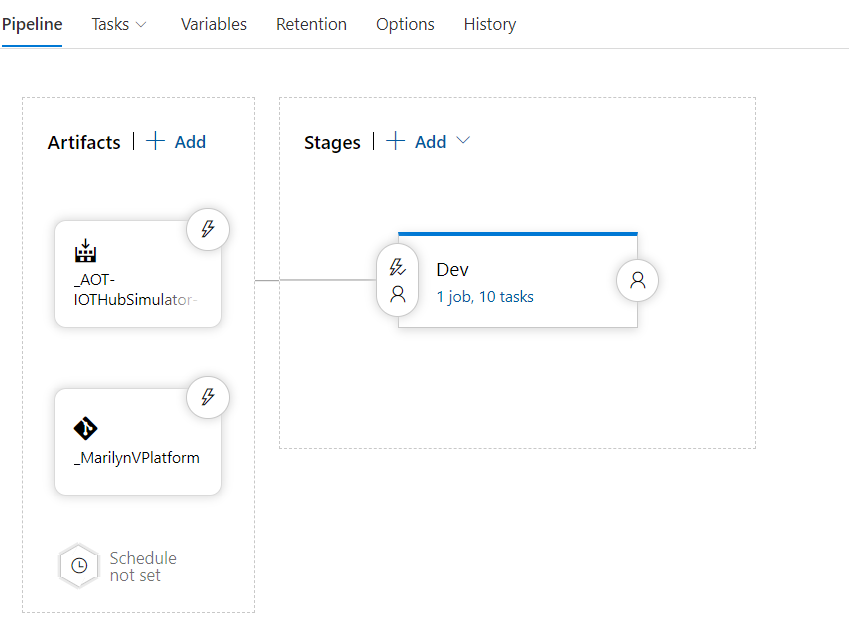 Pipeline Tasks Variables Retention Options History
Artifacts | + Add
Stages | + Add
_AOT-
IOTHubSimulator-
Dev
1 job, 10 tasks
_MarilynVPlatform
Schedule
not set